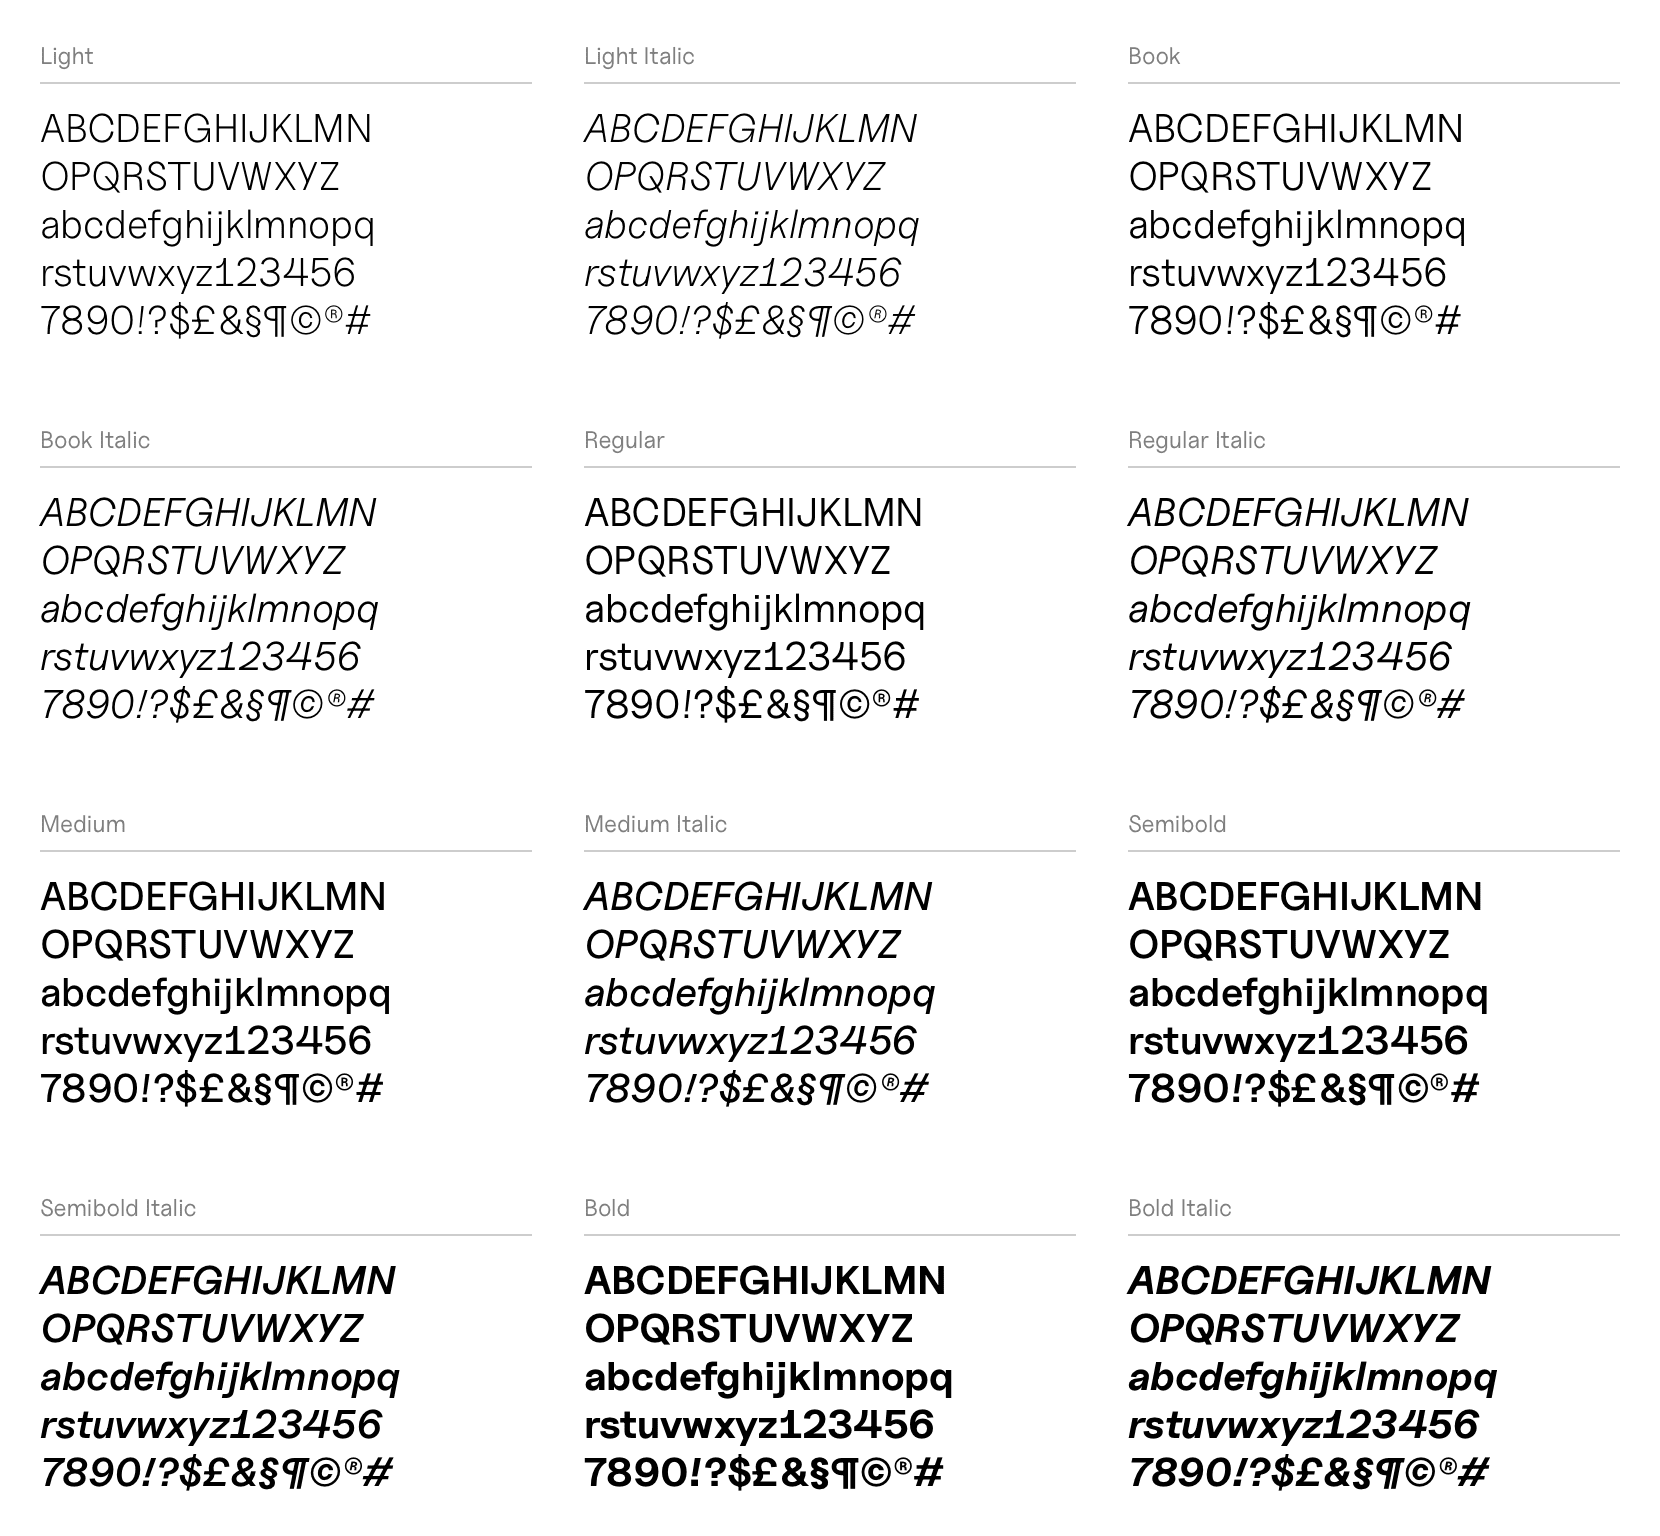 Light
ABCDEFGHIJKLMN
OPQRSTUVWXYZ
abcdefghijklmnopq
rstuvwxyz123456
7890!?$£&§¶©®#
Light Italic
ABCDEFGHIJKLMN
OPQRSTUVWXYZ
abcdefghijklmnopq
rstuvwxyz123456
7890!?$£&§¶©®#
Book
ABCDEFGHIJKLMN
OPQRSTUVWXYZ
abcdefghijklmnopq
rstuvwxyz123456
7890!?$£&§¶©®#
Book Italic
ABCDEFGHIJKLMN
OPQRSTUVWXYZ
abcdefghijklmnopq
rstuvwxyz123456
7890!?$£&§¶©®#
Regular
ABCDEFGHIJKLMN
OPQRSTUVWXYZ
abcdefghijklmnopq
rstuvwxyz123456
7890!?$£&§¶©®#
Regular Italic
ABCDEFGHIJKLMN
OPQRSTUVWXYZ
abcdefghijklmnopq
rstuvwxyz123456
7890!?$£&§¶©®#
Medium
ABCDEFGHIJKLMN
OPQRSTUVWXYZ
abcdefghijklmnopq
rstuvwxyz123456
7890!?$£&§¶©®#
Medium Italic
ABCDEFGHIJKLMN
OPQRSTUVWXYZ
abcdefghijklmnopq
rstuvwxyz123456
7890!?$£&§¶©®#
Semibold
ABCDEFGHIJKLMN
OPQRSTUVWXYZ
abcdefghijklmnopq
rstuvwxyz123456
7890!?$£&§¶©®#
Semibold Italic
ABCDEFGHIJKLMN
OPQRSTUVWXYZ
abcdefghijklmnopq
rstuvwxyz123456
7890!?$£&§¶©®#
Bold
ABCDEFGHIJKLMN
OPQRSTUVWXYZ
abcdefghijklmnopq
rstuvwxyz123456
7890!?$£&§¶©®#
Bold Italic
ABCDEFGHIJKLMN
OPQRSTUVWXYZ
abcdefghijklmnopq
rstuvwxyz123456
7890!?$£&§¶©®#